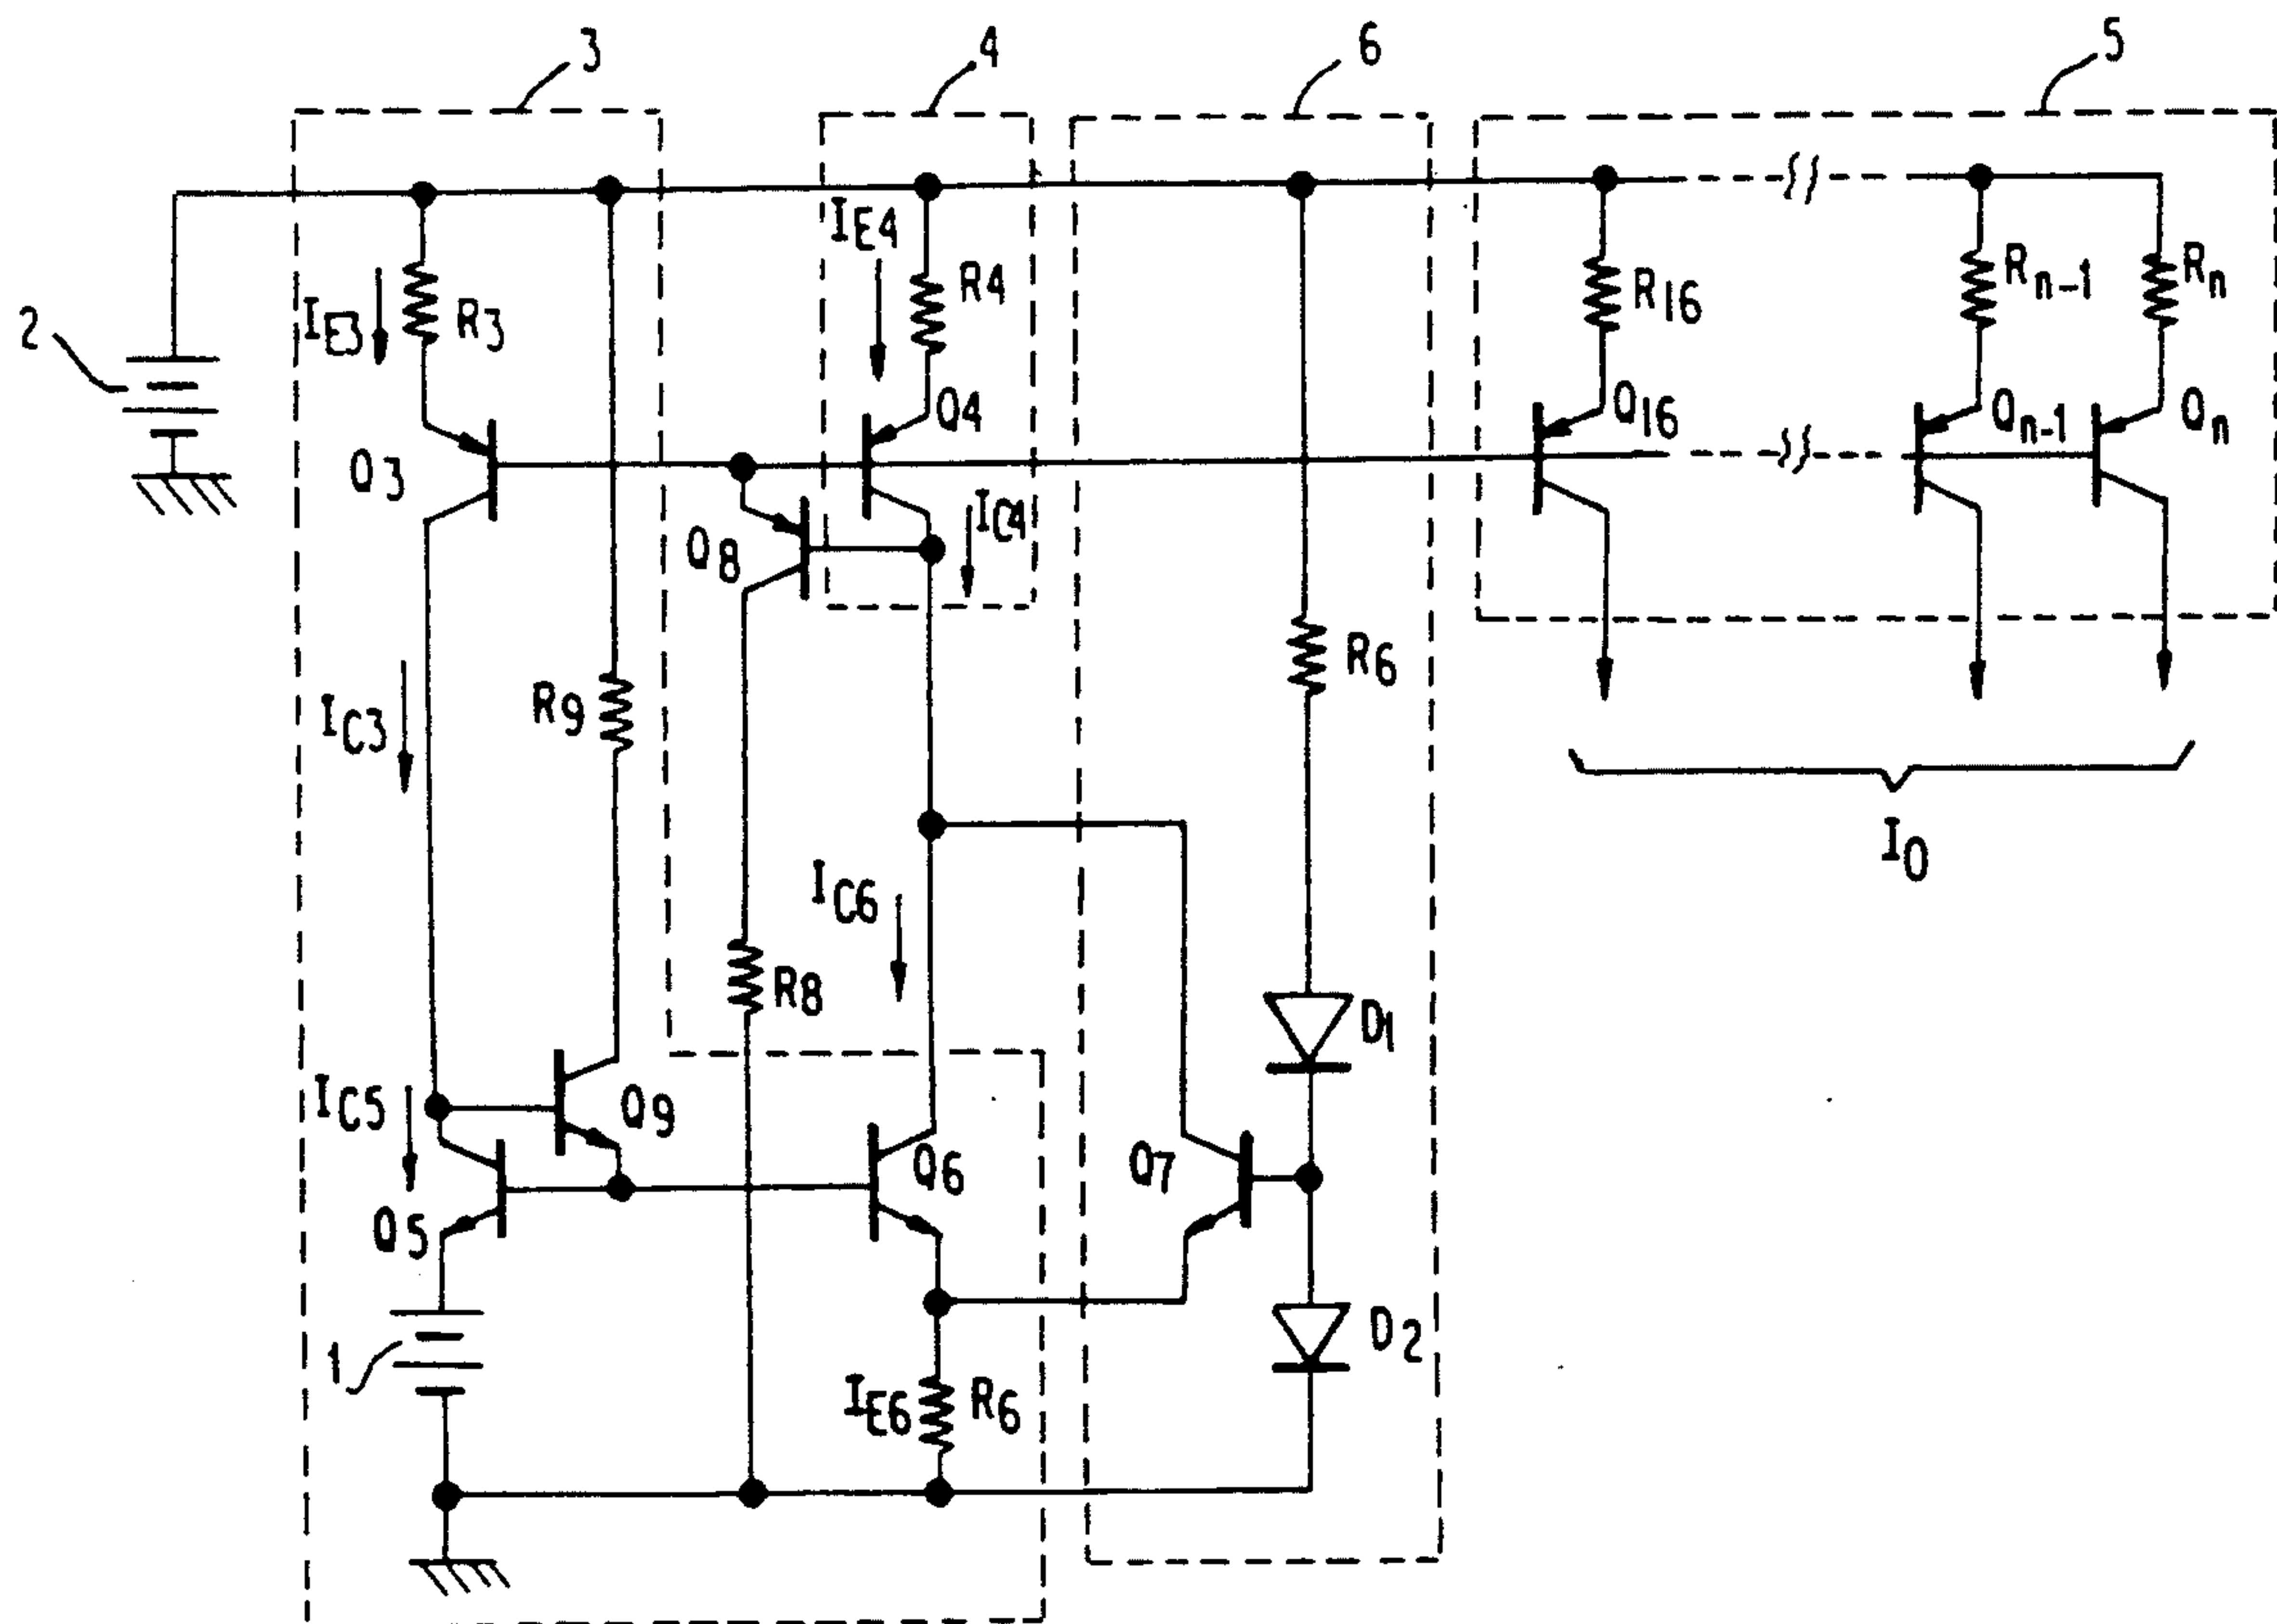 3
4
6
5
2
IE3
R3
IE4
R4
R16
Rn-1
Rn
Q3
Q4
Q16
Qn-1
Qn
Q8
IC4
IC3
R9
R6
IO
IC6
R8
D1
IC5
Q9
Q6
Q7
Q5
1
IE6
R6
D2